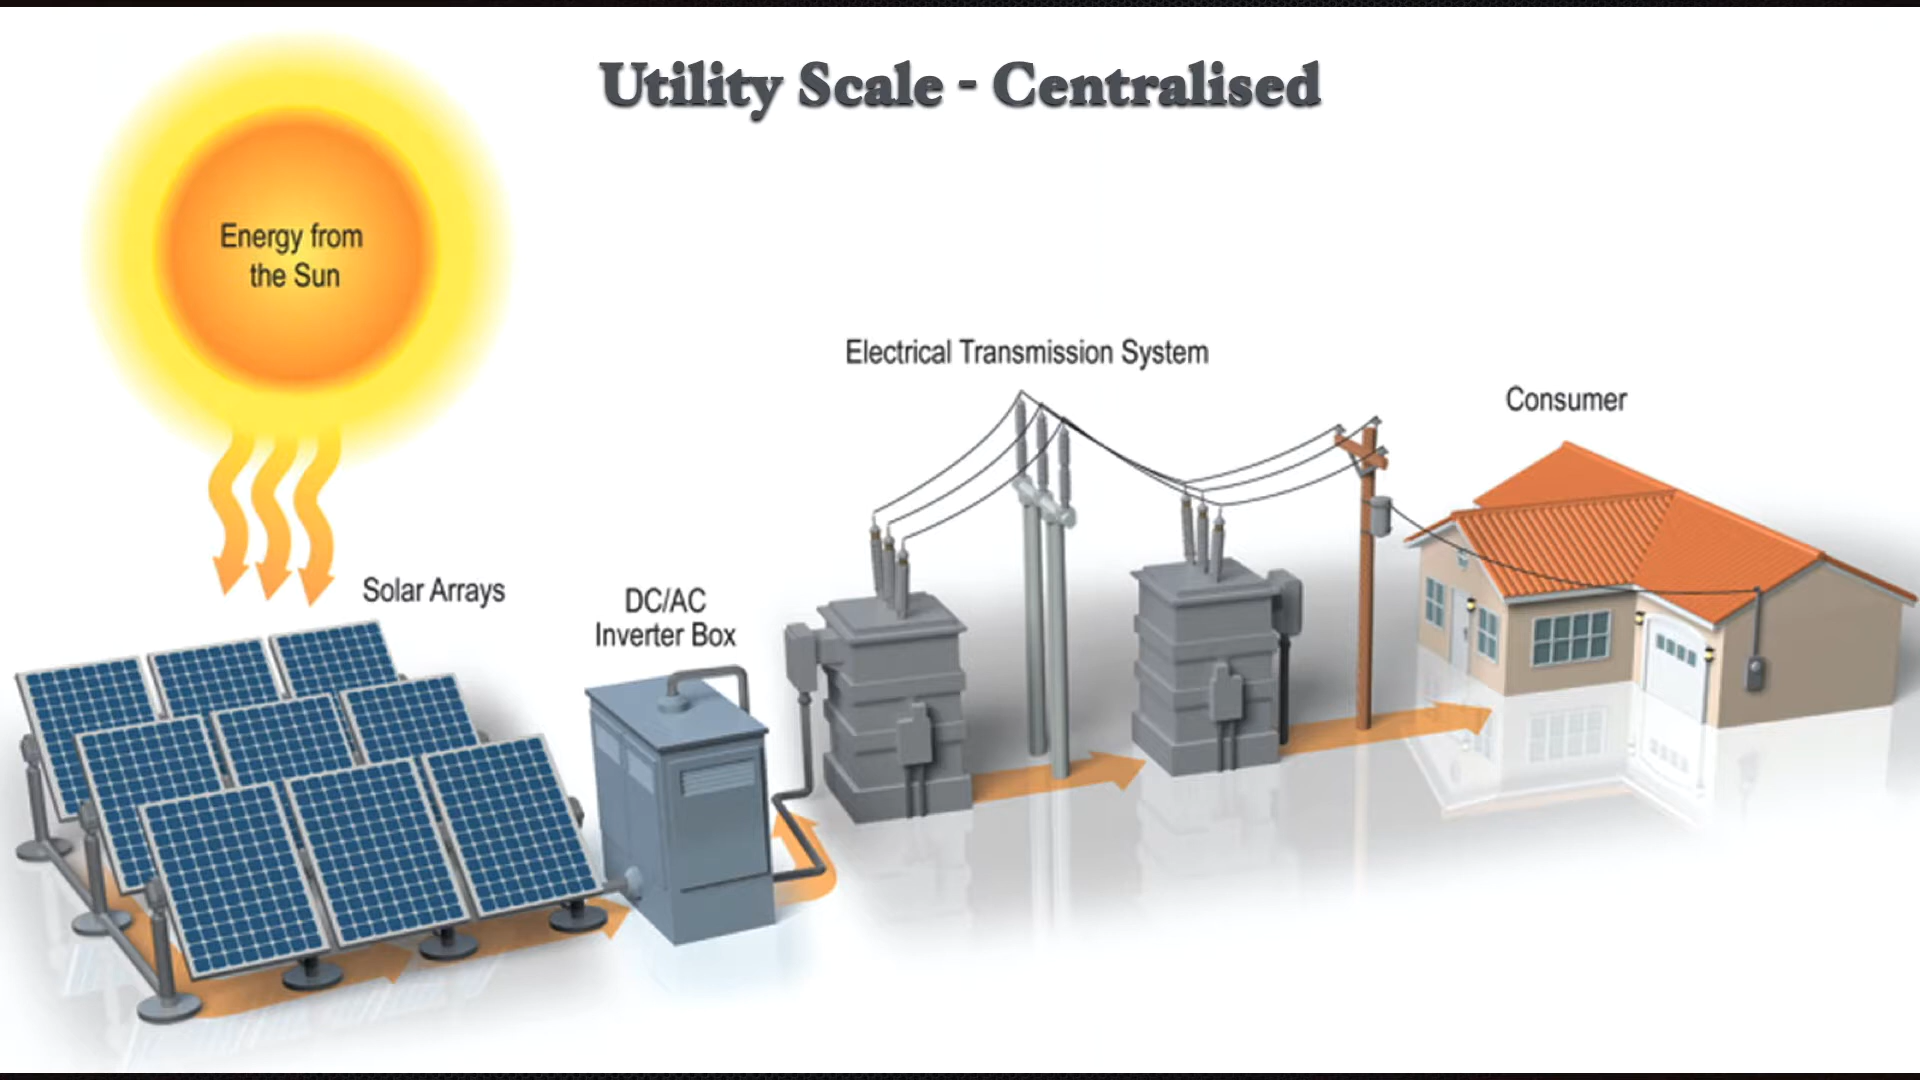 Utility Scale - Centralised
Energy from
the Sun
Electrical Transmission System
Consumer
Solar Arrays
DC/AC
Inverter Box